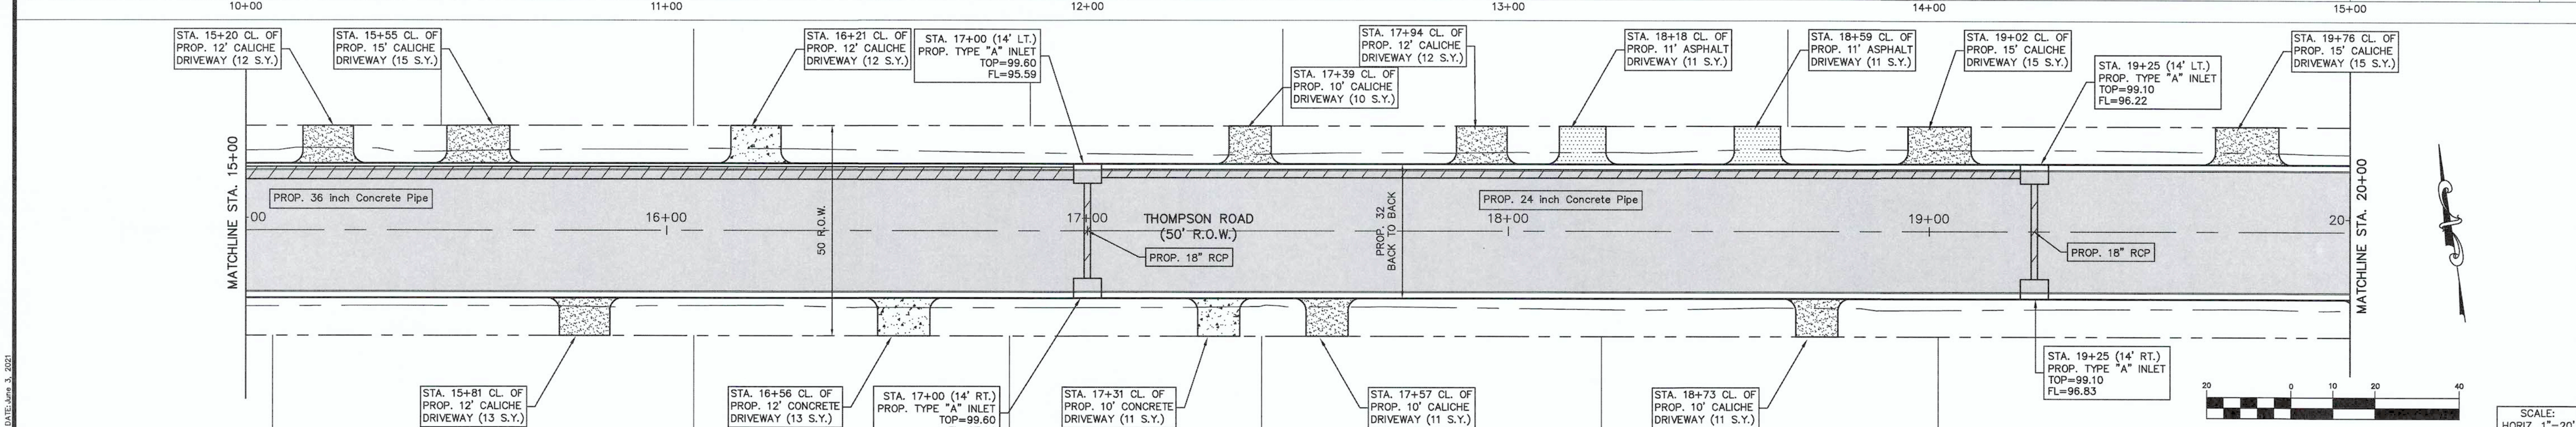 10+00
11+00
12+00
13+00
14+00
15+00
STA. 15+20 CL. OF
PROP. 12' CALICHE
DRIVEWAY (12 S.Y.)
STA. 15+55 CL. OF
PROP. 15' CALICHE
DRIVEWAY (15 S.Y.)
STA. 16+21 CL. OF
PROP. 12' CALICHE
DRIVEWAY (12 S.Y.)
STA. 17+00 (14' LT.)
PROP. TYPE "A" INLET
TOP=99.60
FL=95.59
STA. 17+39 CL. OF
PROP. 10' CALICHE
DRIVEWAY (10 S.Y.)
STA. 17+94 CL. OF
PROP. 12' CALICHE
DRIVEWAY (12 S.Y.)
STA. 18+18 CL. OF
PROP. 11' ASPHALT
DRIVEWAY (11 S.Y.)
STA. 18+59 CL. OF
PROP. 11' ASPHALT
DRIVEWAY (11 S.Y.)
STA. 19+02 CL. OF
PROP. 15' CALICHE
DRIVEWAY (15 S.Y.)
STA. 19+25 (14' LT.)
PROP. TYPE "A" INLET
TOP=99.10
FL=96.22
STA. 19+76 CL. OF
PROP. 15' CALICHE
DRIVEWAY (15 S.Y.)
MATCHLINE STA. 15+00
PROP. 36 inch Concrete Pipe
00
16+00
50 R.O.W.
17+00
THOMPSON ROAD
(50' R.O.W.)
PROP. 18" RCP
PROP. 32
BACK TO BACK
PROP. 24 inch Concrete Pipe
18+00
19+00
PROP. 18" RCP
20
MATCHLINE STA. 20+00
STA. 15+81 CL. OF
PROP. 12' CALICHE
DRIVEWAY (13 S.Y.)
STA. 16+56 CL. OF
PROP. 12' CONCRETE
DRIVEWAY (13 S.Y.)
STA. 17+00 (14' RT.)
PROP. TYPE "A" INLET
TOP=99.60
STA. 17+31 CL. OF
PROP. 10' CONCRETE
DRIVEWAY (11 S.Y.)
STA. 17+57 CL. OF
PROP. 10' CALICHE
DRIVEWAY (11 S.Y.)
STA. 18+73 CL. OF
PROP. 10' CALICHE
DRIVEWAY (11 S.Y.)
STA. 19+25 (14' RT.)
PROP. TYPE "A" INLET
TOP=99.10
FL=96.83
20 0 10 20 40
SCALE:
HORIZ. 1"=20'
DATE: June 3, 2021